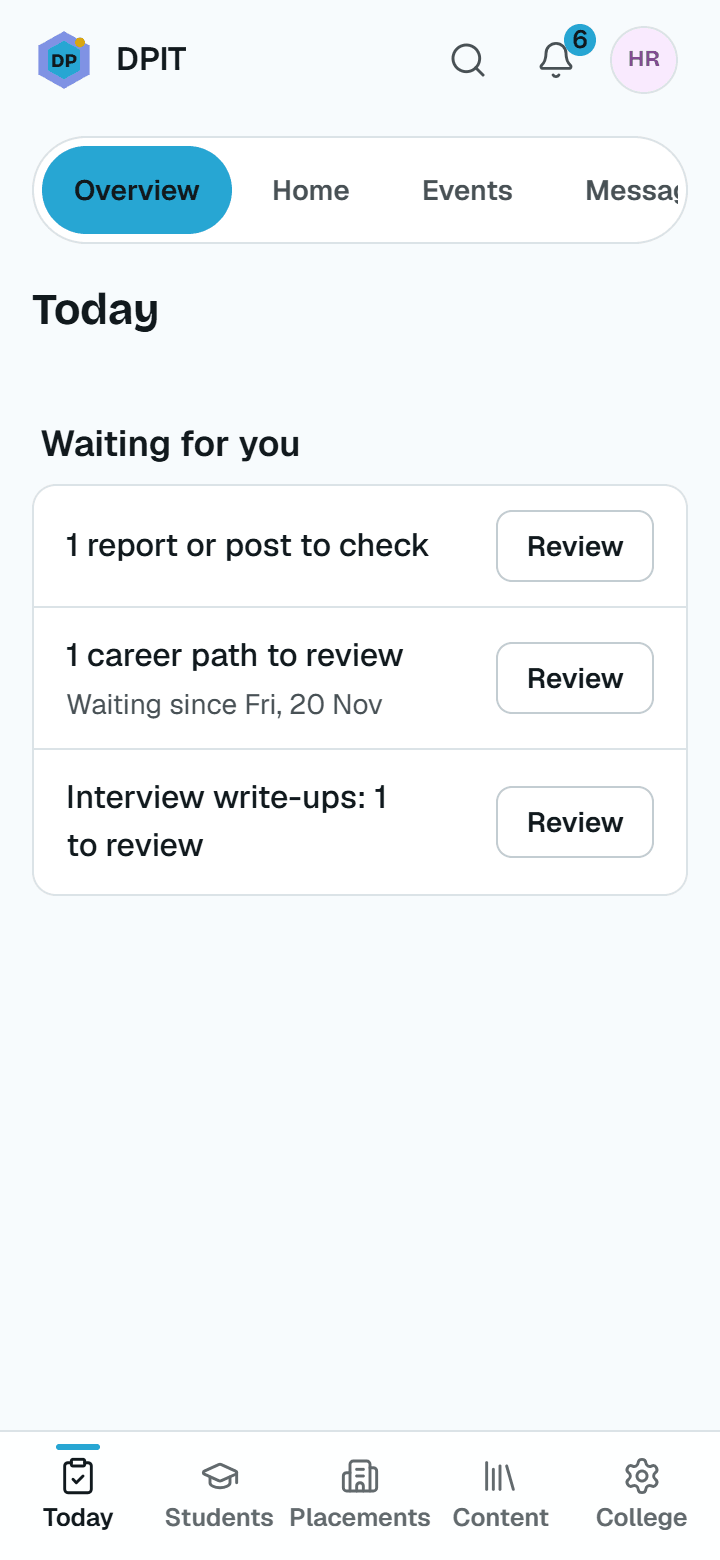 DP DPIT 6 HR
Overview Home Events Messag
Today
Waiting for you
1 report or post to check Review
1 career path to review Review
Waiting since Fri, 20 Nov
Interview write-ups: 1
to review Review
Today Students Placements Content College